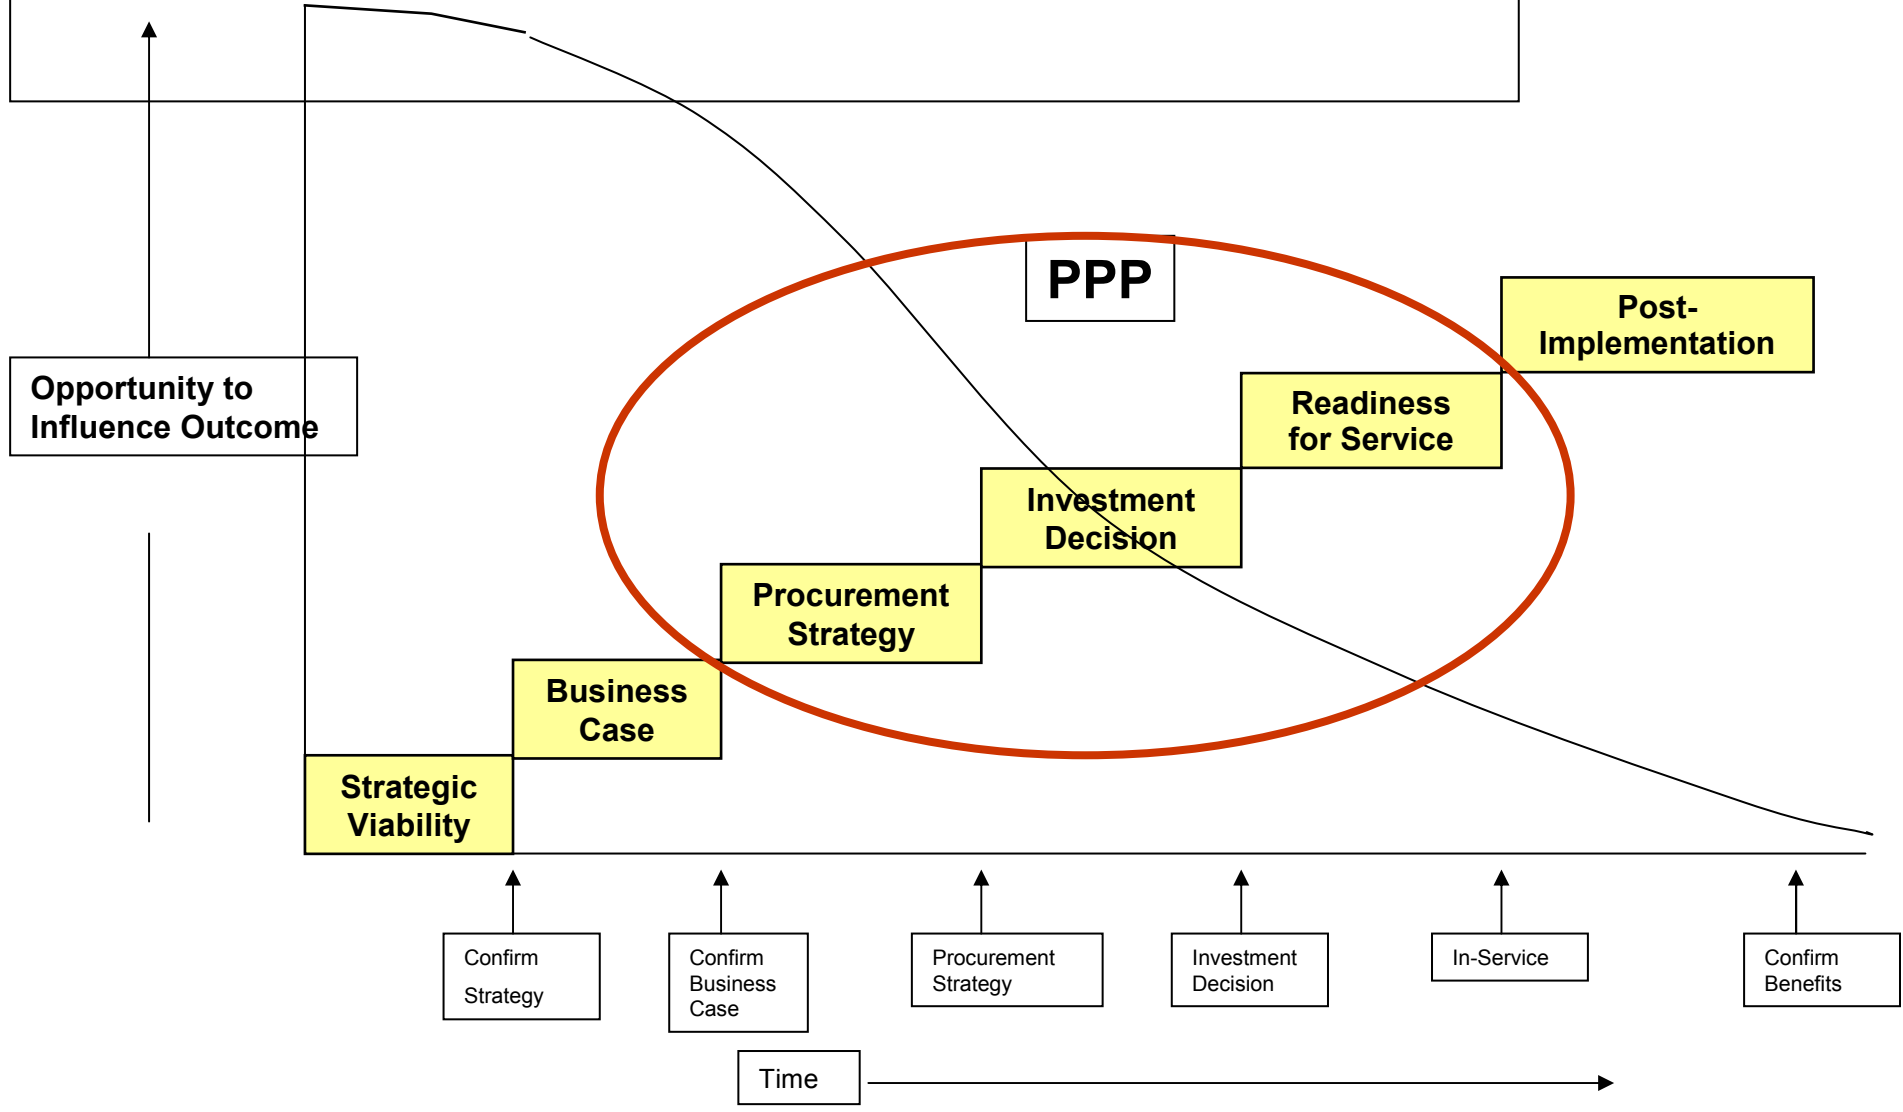 PPP
Post-
Implementation
Opportunity to
Influence Outcome
Readiness
for Service
Investment
Decision
Procurement
Strategy
Business
Case
Strategic
Viability
Confirm
Strategy
Confirm
Business
Case
Procurement
Strategy
Investment
Decision
In-Service
Confirm
Benefits
Time